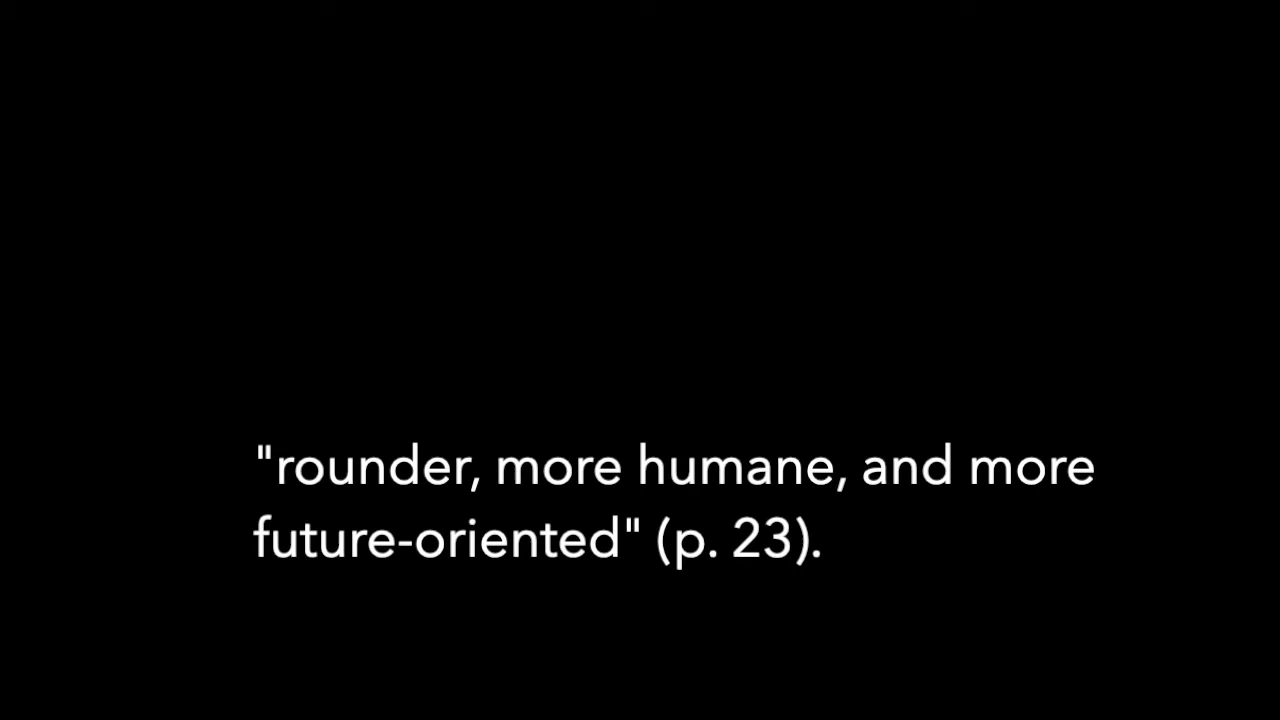 "rounder, more humane, and more
future-oriented" (p. 23).